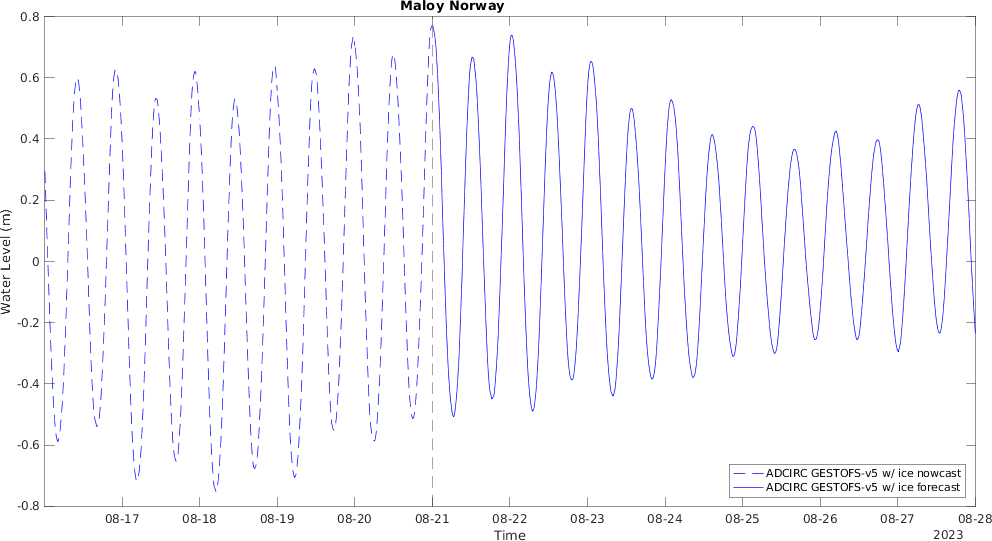 Maloy Norway
0.8
0.6
0.4
0.2
0
-0.2
-0.4
-0.6
-0.8
Water Level (m)
08-17 08-18 08-19 08-20 08-21 08-22 08-23 08-24 08-25 08-26 08-27 08-28
Time
2023
ADCIRC GESTOFS-v5 w/ ice nowcast
ADCIRC GESTOFS-v5 w/ ice forecast